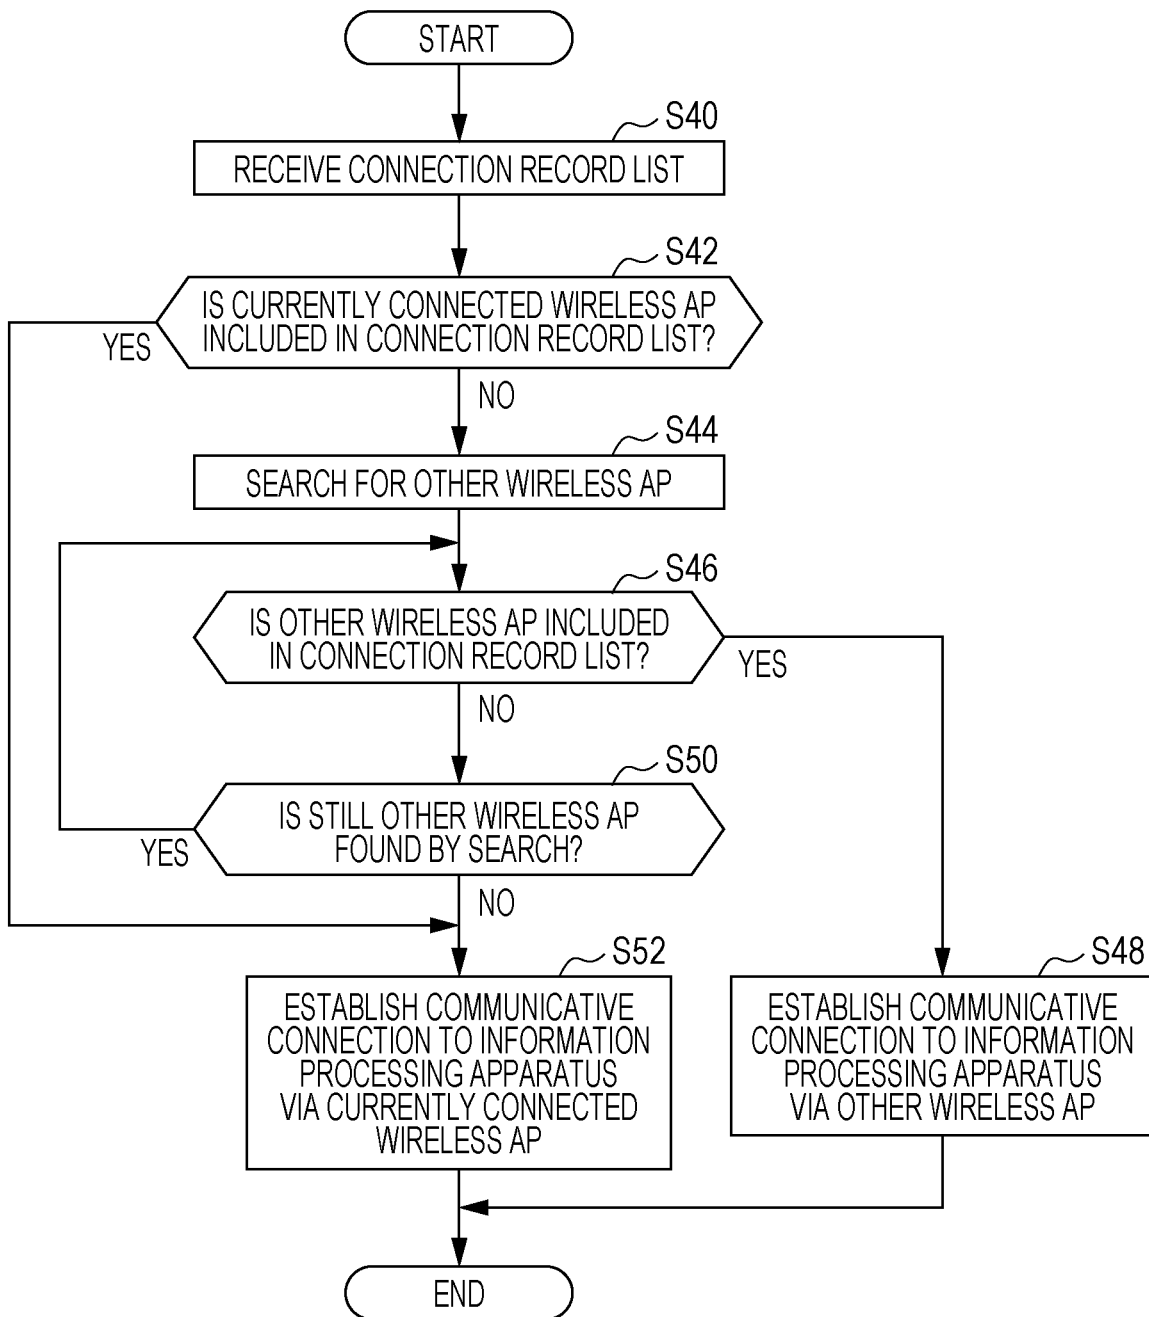 START
S40
RECEIVE CONNECTION RECORD LIST
S42
IS CURRENTLY CONNECTED WIRELESS AP
INCLUDED IN CONNECTION RECORD LIST?
YES
NO
S44
SEARCH FOR OTHER WIRELESS AP
S46
IS OTHER WIRELESS AP INCLUDED
IN CONNECTION RECORD LIST?
YES
NO
S50
IS STILL OTHER WIRELESS AP
FOUND BY SEARCH?
YES
NO
S52
ESTABLISH COMMUNICATIVE
CONNECTION TO INFORMATION
PROCESSING APPARATUS
VIA CURRENTLY CONNECTED
WIRELESS AP
S48
ESTABLISH COMMUNICATIVE
CONNECTION TO INFORMATION
PROCESSING APPARATUS
VIA OTHER WIRELESS AP
END